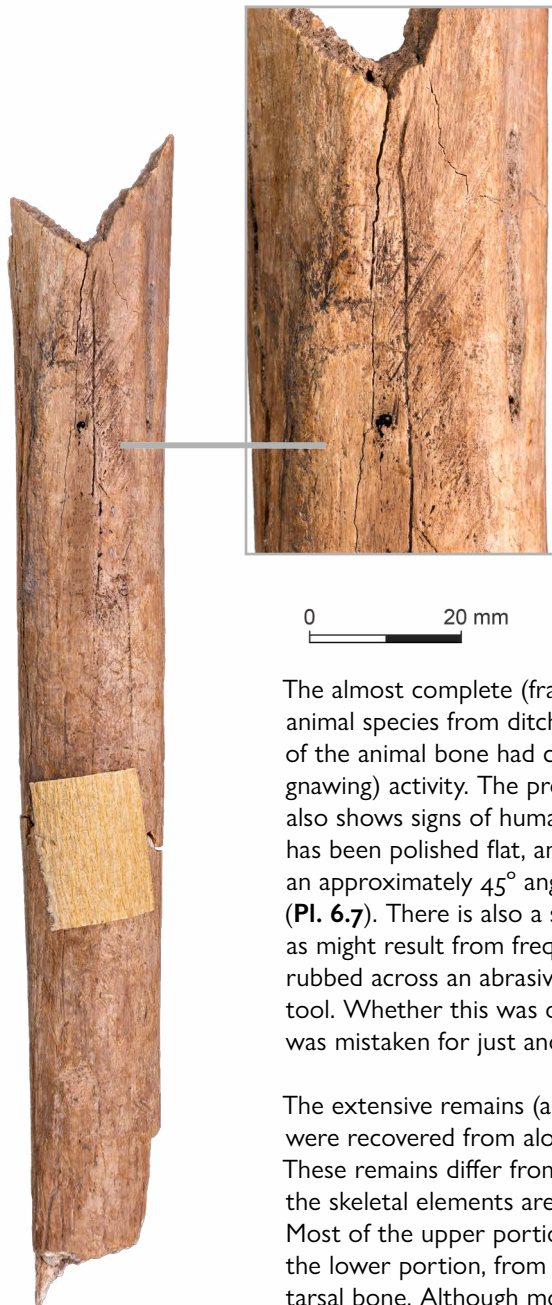 0 20 mm
The almost complete (fra
animal species from ditch
of the animal bone had c
gnawing) activity. The pro
also shows signs of huma
has been polished flat, an
an approximately 45º ang
(Pl. 6.7). There is also a s
as might result from freq
rubbed across an abrasiv
tool. Whether this was d
was mistaken for just ano
The extensive remains (a
were recovered from alo
These remains differ from
the skeletal elements are
Most of the upper portio
the lower portion, from
tarsal bone. Although mo